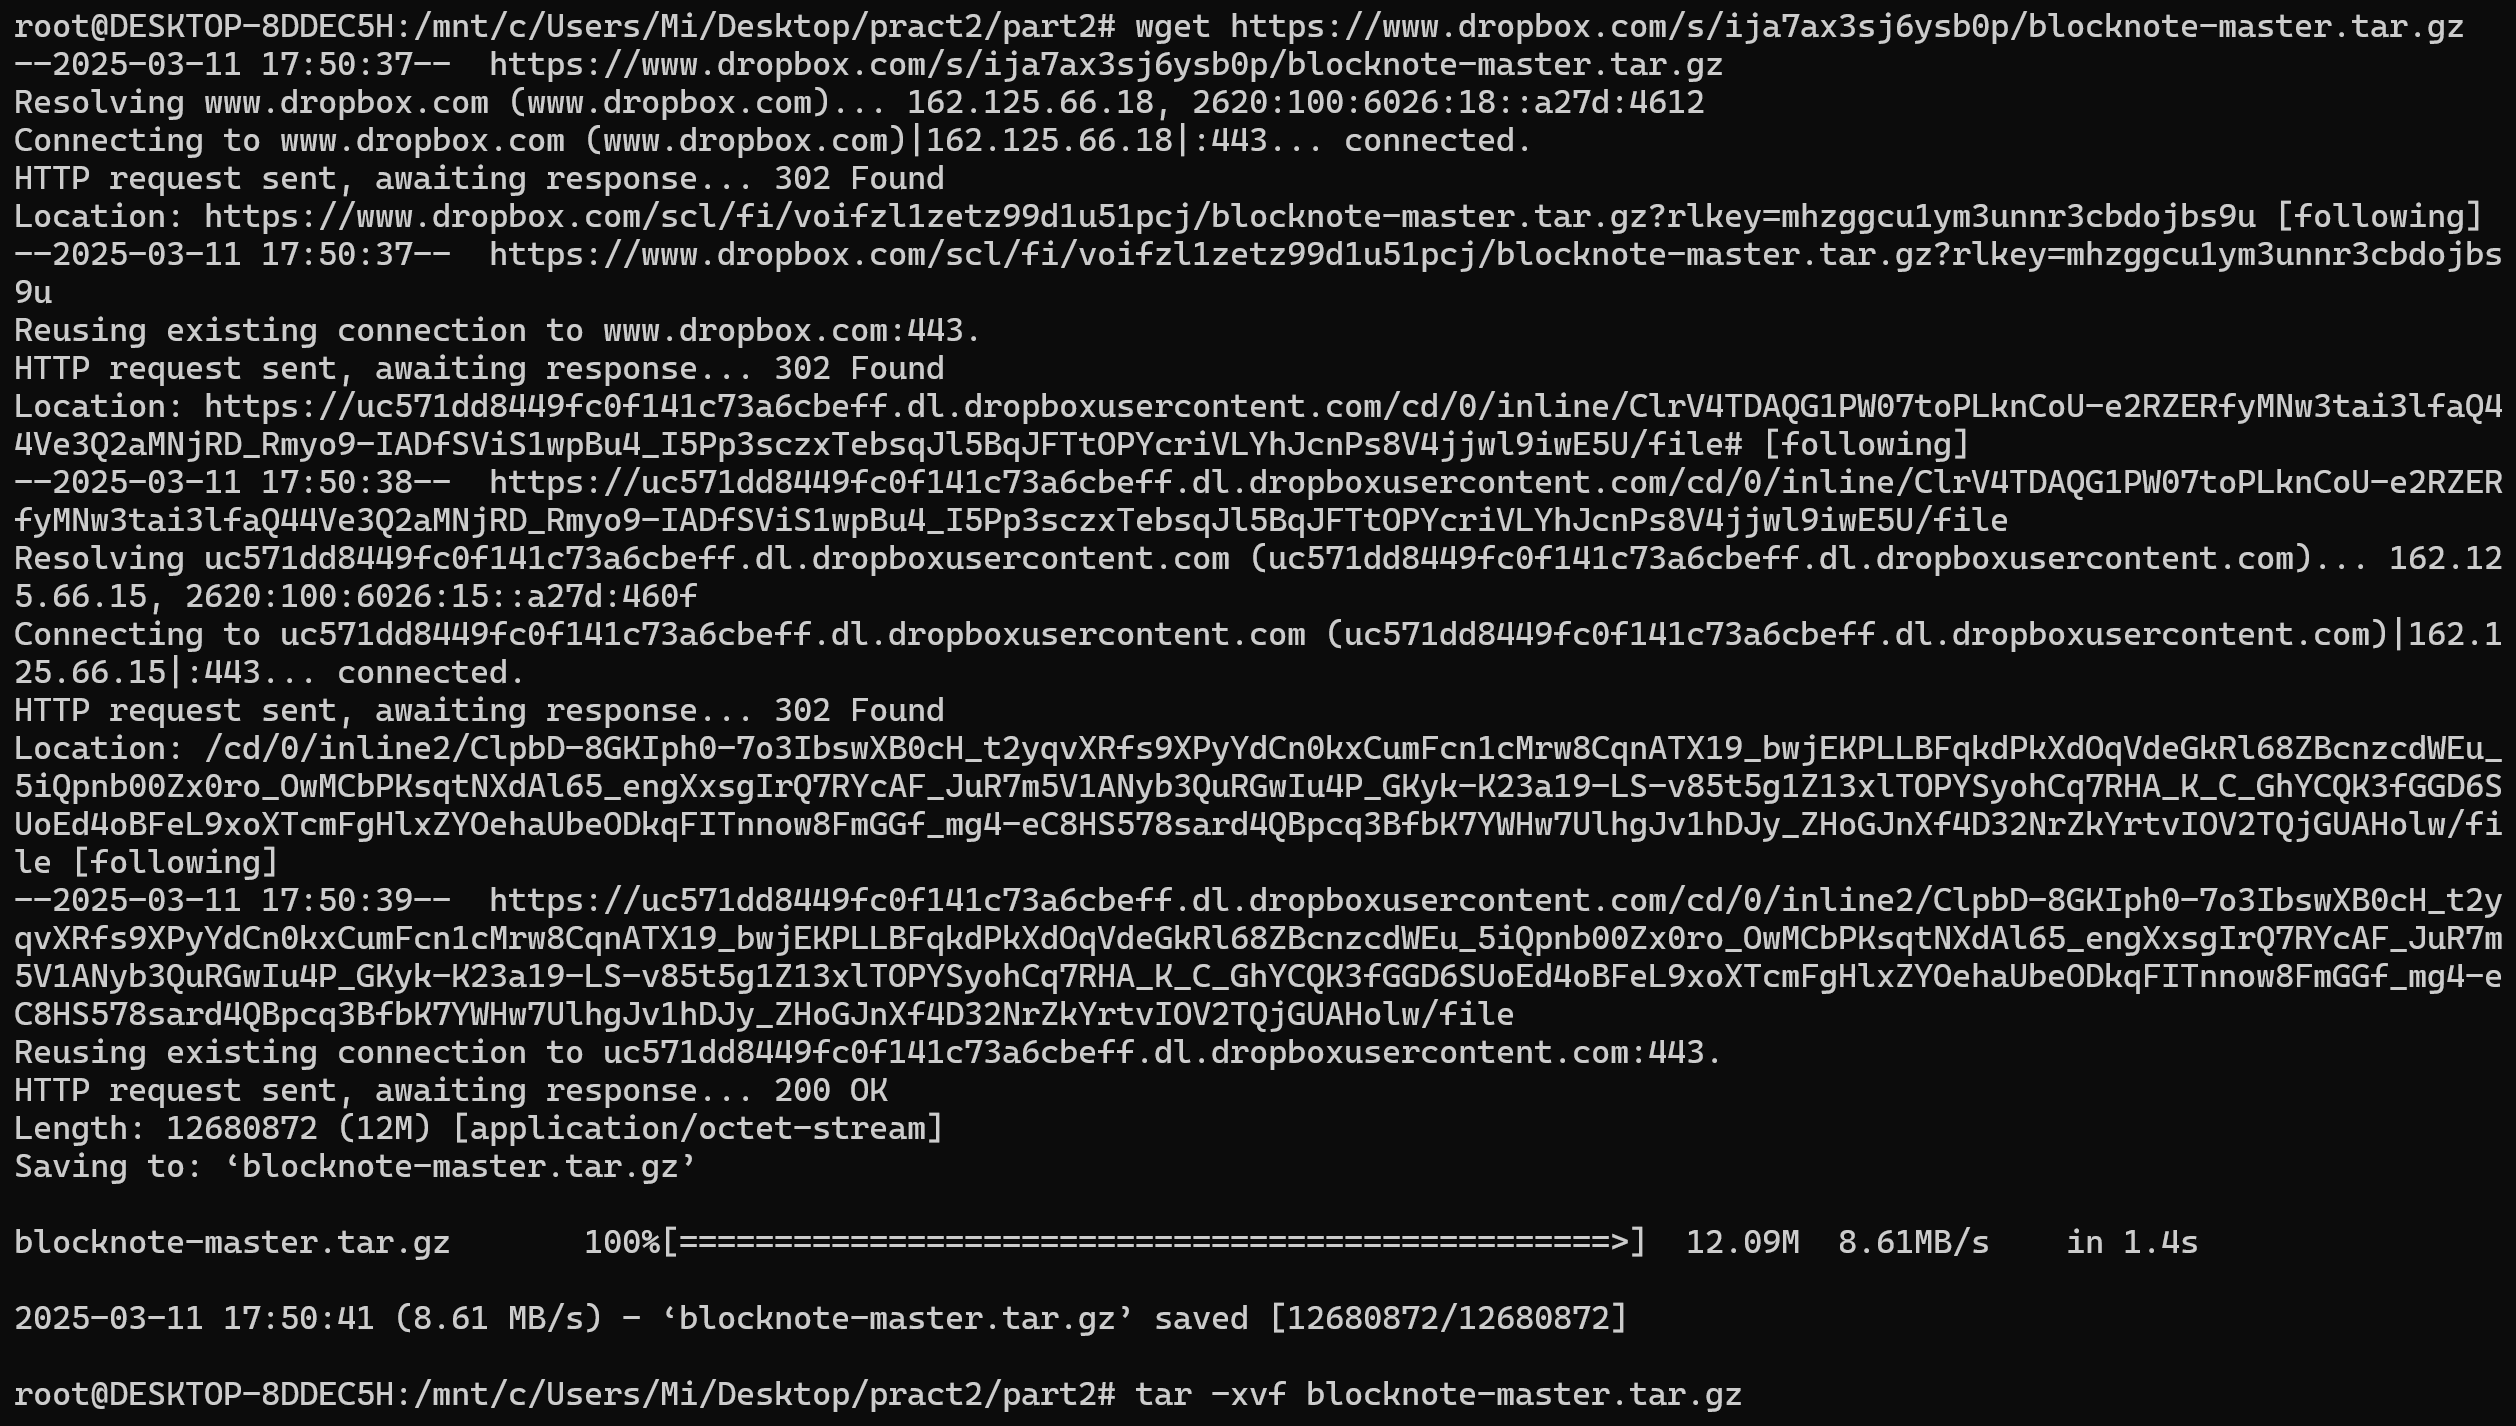 root@DESKTOP-8DDEC5H:/mnt/c/Users/Mi/Desktop/pract2/part2# wget https://www.dropbox.com/s/ija7ax3sj6ysb0p/blocknote-master.tar.gz
--2025-03-11 17:50:37--  https://www.dropbox.com/s/ija7ax3sj6ysb0p/blocknote-master.tar.gz
Resolving www.dropbox.com (www.dropbox.com)... 162.125.66.18, 2620:100:6026:18::a27d:4612
Connecting to www.dropbox.com (www.dropbox.com)|162.125.66.18|:443... connected.
HTTP request sent, awaiting response... 302 Found
Location: https://www.dropbox.com/scl/fi/voifzl1zetz99d1u51pcj/blocknote-master.tar.gz?rlkey=mhzggcu1ym3unnr3cbdojbs9u [following]
--2025-03-11 17:50:37--  https://www.dropbox.com/scl/fi/voifzl1zetz99d1u51pcj/blocknote-master.tar.gz?rlkey=mhzggcu1ym3unnr3cbdojbs
9u
Reusing existing connection to www.dropbox.com:443.
HTTP request sent, awaiting response... 302 Found
Location: https://uc571dd8449fc0f141c73a6cbeff.dl.dropboxusercontent.com/cd/0/inline/ClrV4TDAQG1PW07toPLknCoU-e2RZERfyMNw3tai3lfaQ4
4Ve3Q2aMNjRD_Rmyo9-IADfSViS1wpBu4_I5Pp3sczxTebsqJl5BqJFTtOPYcriVLYhJcnPs8V4jjwl9iwE5U/file# [following]
--2025-03-11 17:50:38--  https://uc571dd8449fc0f141c73a6cbeff.dl.dropboxusercontent.com/cd/0/inline/ClrV4TDAQG1PW07toPLknCoU-e2RZER
fyMNw3tai3lfaQ44Ve3Q2aMNjRD_Rmyo9-IADfSViS1wpBu4_I5Pp3sczxTebsqJl5BqJFTtOPYcriVLYhJcnPs8V4jjwl9iwE5U/file
Resolving uc571dd8449fc0f141c73a6cbeff.dl.dropboxusercontent.com (uc571dd8449fc0f141c73a6cbeff.dl.dropboxusercontent.com)... 162.12
5.66.15, 2620:100:6026:15::a27d:460f
Connecting to uc571dd8449fc0f141c73a6cbeff.dl.dropboxusercontent.com (uc571dd8449fc0f141c73a6cbeff.dl.dropboxusercontent.com)|162.1
25.66.15|:443... connected.
HTTP request sent, awaiting response... 302 Found
Location: /cd/0/inline2/ClpbD-8GKIph0-7o3IbswXB0cH_t2yqvXRfs9XPyYdCn0kxCumFcn1cMrw8CqnATX19_bwjEKPLLBFqkdPkXdOqVdeGkRl68ZBcnzcdWEu_
5iQpnb00Zx0ro_OwMCbPKsqtNXdAl65_engXxsgIrQ7RYcAF_JuR7m5V1ANyb3QuRGwIu4P_GKyk-K23a19-LS-v85t5g1Z13xlTOPYSyohCq7RHA_K_C_GhYCQK3fGGD6S
UoEd4oBFeL9xoXTcmFgHlxZYOehaUbeODkqFITnnow8FmGGf_mg4-eC8HS578sard4QBpcq3BfbK7YWHw7UlhgJv1hDJy_ZHoGJnXf4D32NrZkYrtvIOV2TQjGUAHolw/fi
le [following]
--2025-03-11 17:50:39--  https://uc571dd8449fc0f141c73a6cbeff.dl.dropboxusercontent.com/cd/0/inline2/ClpbD-8GKIph0-7o3IbswXB0cH_t2y
qvXRfs9XPyYdCn0kxCumFcn1cMrw8CqnATX19_bwjEKPLLBFqkdPkXdOqVdeGkRl68ZBcnzcdWEu_5iQpnb00Zx0ro_OwMCbPKsqtNXdAl65_engXxsgIrQ7RYcAF_JuR7m
5V1ANyb3QuRGwIu4P_GKyk-K23a19-LS-v85t5g1Z13xlTOPYSyohCq7RHA_K_C_GhYCQK3fGGD6SUoEd4oBFeL9xoXTcmFgHlxZYOehaUbeODkqFITnnow8FmGGf_mg4-e
C8HS578sard4QBpcq3BfbK7YWHw7UlhgJv1hDJy_ZHoGJnXf4D32NrZkYrtvIOV2TQjGUAHolw/file
Reusing existing connection to uc571dd8449fc0f141c73a6cbeff.dl.dropboxusercontent.com:443.
HTTP request sent, awaiting response... 200 OK
Length: 12680872 (12M) [application/octet-stream]
Saving to: ‘blocknote-master.tar.gz’
blocknote-master.tar.gz       100%[=================================================>]  12.09M  8.61MB/s    in 1.4s
2025-03-11 17:50:41 (8.61 MB/s) - ‘blocknote-master.tar.gz’ saved [12680872/12680872]
root@DESKTOP-8DDEC5H:/mnt/c/Users/Mi/Desktop/pract2/part2# tar -xvf blocknote-master.tar.gz